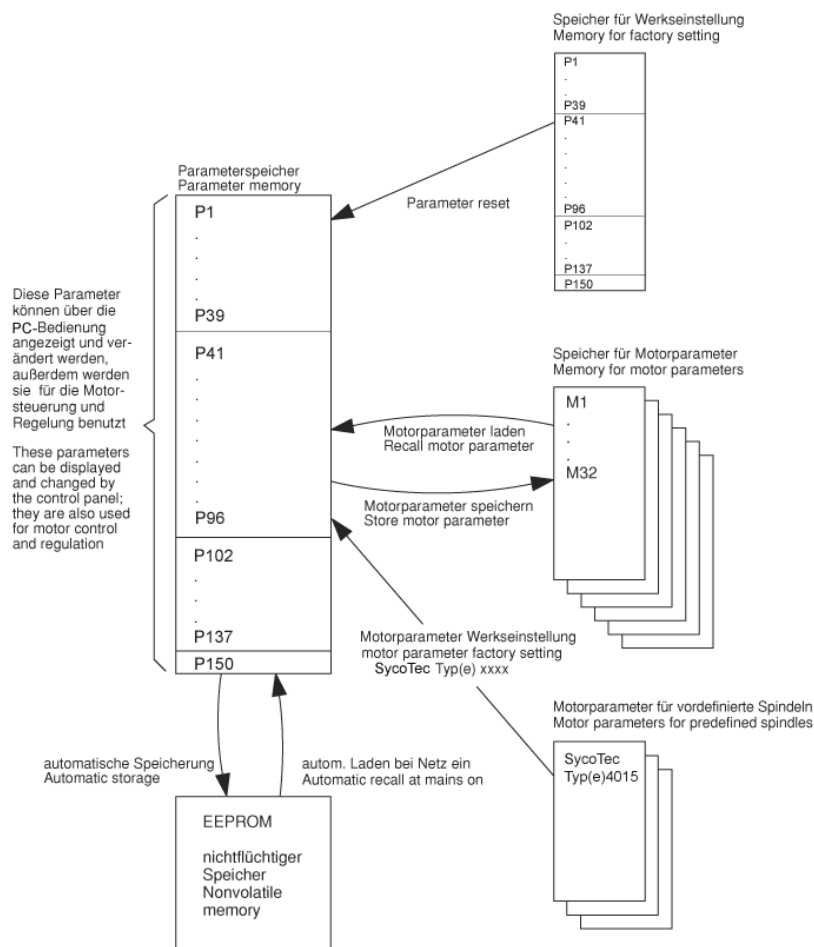 Speicher für Werkseinstellung
Memory for factory setting
P1
.
.
P39
P41
.
.
.
.
.
P96
P102
.
.
P137
P150
Parameter reset
Parameterspeicher
Parameter memory
P1
.
.
.
.
P39
P41
.
.
.
.
.
.
P96
P102
.
.
.
P137
P150
Diese Parameter
können über die
PC-Bedienung
angezeigt und ver-
ändert werden,
außerdem werden
sie für die Motor-
steuerung und
Regelung benutzt
These parameters
can be displayed
and changed by
the control panel;
they are also used
for motor control
and regulation
Speicher für Motorparameter
Memory for motor parameters
M1
.
.
.
M32
Motorparameter laden
Recall motor parameter
Motorparameter speichern
Store motor parameter
Motorparameter Werkseinstellung
motor parameter factory setting
SycoTec Typ(e) xxxx
Motorparameter für vordefinierte Spindeln
Motor parameters for predefined spindles
SycoTec
Typ(e)4015
automatische Speicherung
Automatic storage
autom. Laden bei Netz ein
Automatic recall at mains on
EEPROM
nichtflüchtiger
Speicher
Nonvolatile
memory